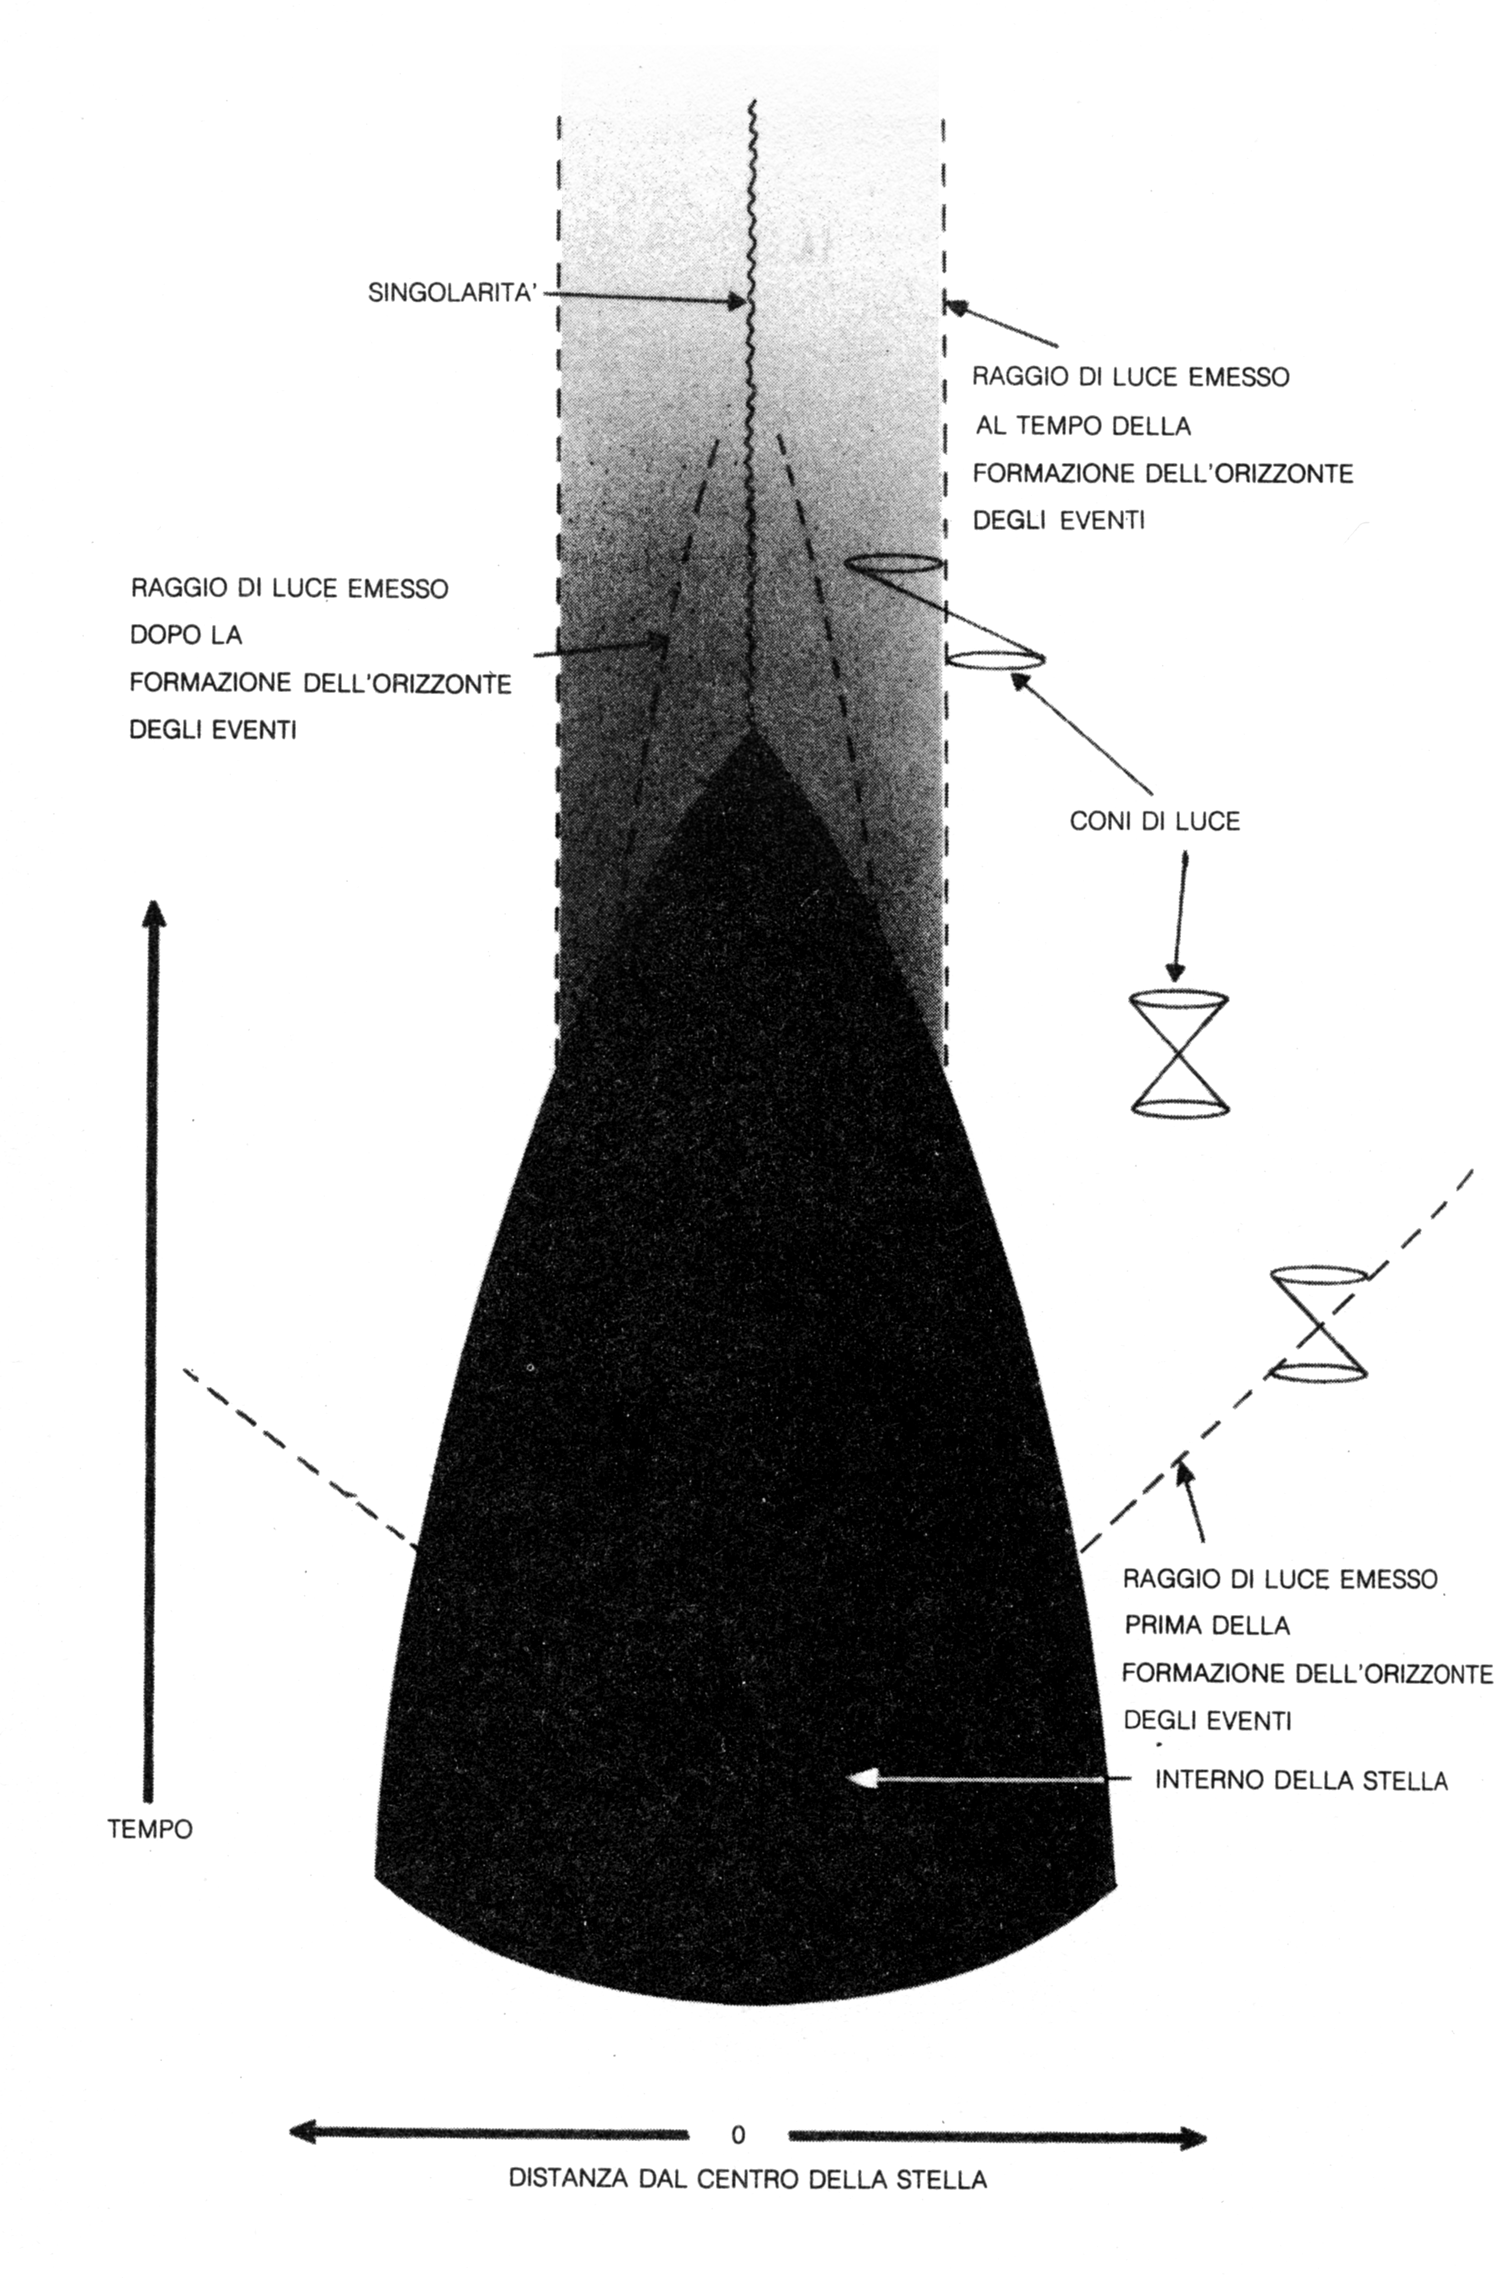 SINGOLARITA'
RAGGIO DI LUCE EMESSO
AL TEMPO DELLA
FORMAZIONE DELL'ORIZZONTE
DEGLI EVENTI
RAGGIO DI LUCE EMESSO
DOPO LA
FORMAZIONE DELL'ORIZZONTE
DEGLI EVENTI
CONI DI LUCE
RAGGIO DI LUCE EMESSO
PRIMA DELLA
FORMAZIONE DELL'ORIZZONTE
DEGLI EVENTI
INTERNO DELLA STELLA
TEMPO
0
DISTANZA DAL CENTRO DELLA STELLA